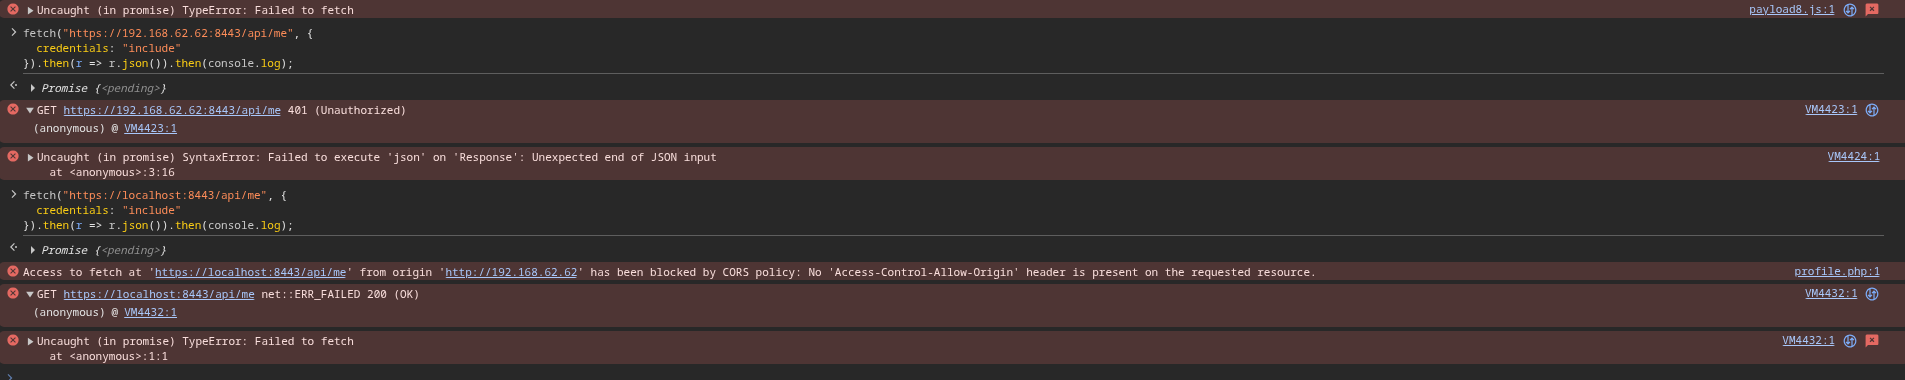 Uncaught (in promise) TypeError: Failed to fetch payload8.js:1
fetch("https://192.168.62.62:8443/api/me", {
credentials: "include"
}).then(r => r.json()).then(console.log);
Promise {<pending>}
GET https://192.168.62.62:8443/api/me 401 (Unauthorized) VM4423:1
(anonymous) @ VM4423:1
Uncaught (in promise) SyntaxError: Failed to execute 'json' on 'Response': Unexpected end of JSON input VM4424:1
at <anonymous>:3:16
fetch("https://localhost:8443/api/me", {
credentials: "include"
}).then(r => r.json()).then(console.log);
Promise {<pending>}
Access to fetch at 'https://localhost:8443/api/me' from origin 'http://192.168.62.62' has been blocked by CORS policy: No 'Access-Control-Allow-Origin' header is present on the requested resource. profile.php:1
GET https://localhost:8443/api/me net::ERR_FAILED 200 (OK) VM4432:1
(anonymous) @ VM4432:1
Uncaught (in promise) TypeError: Failed to fetch VM4432:1
at <anonymous>:1:1